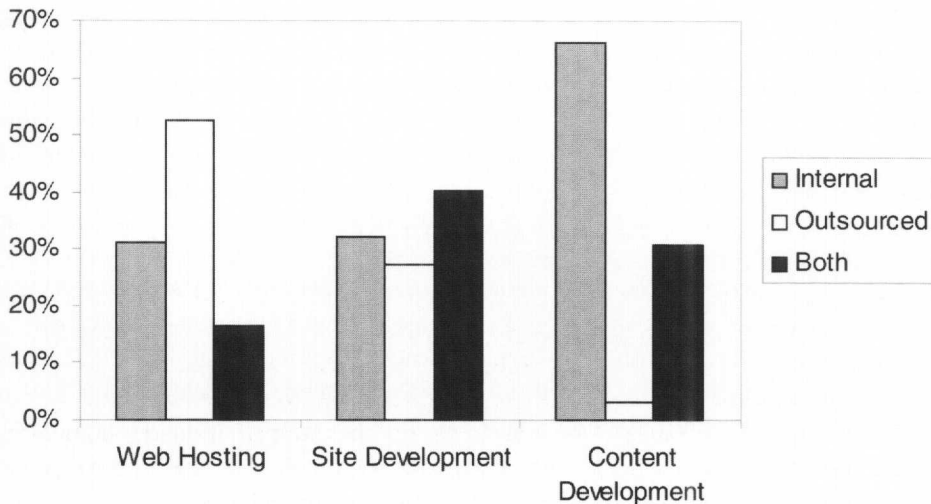 70%
60%
50%
40%
30%
20%
10%
0%
Web Hosting
Site Development
Content
Development
Internal
Outsourced
Both